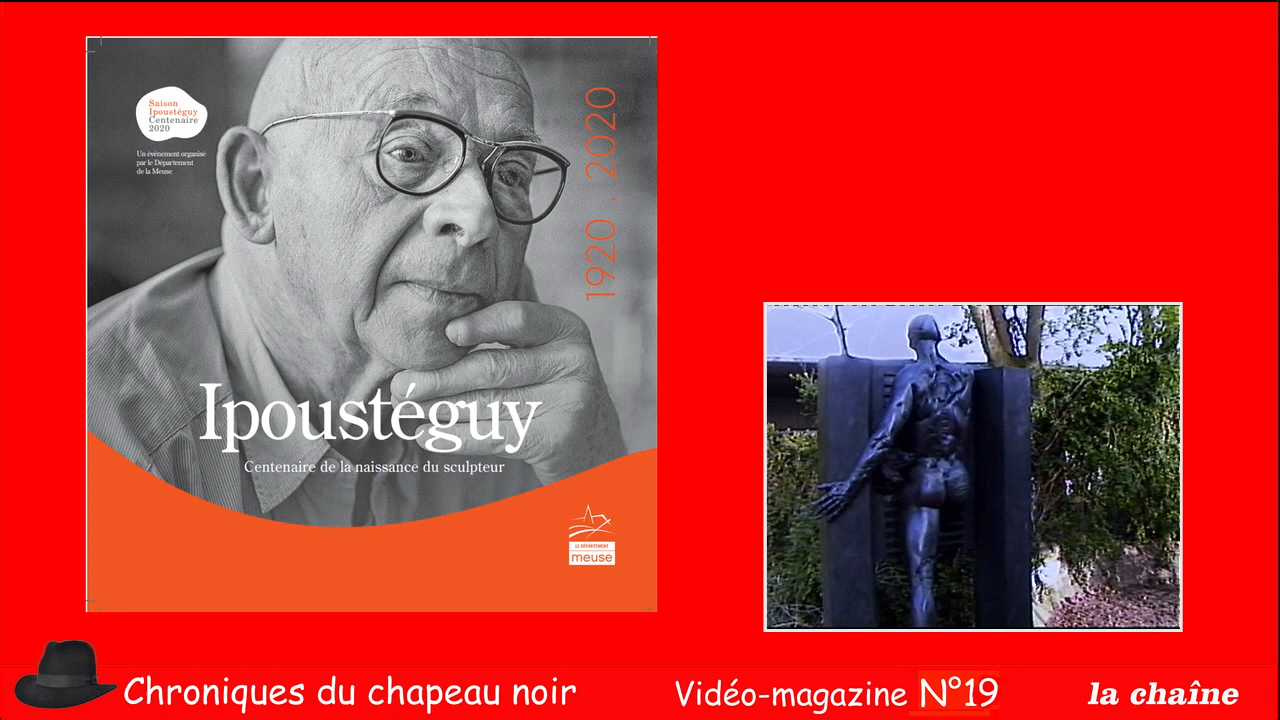 Saison
Ipoustéguy
Centenaire
2020
Un évènement organisé
par le Département
de la Meuse
1920 . 2020
Ipoustéguy
Centenaire de la naissance du sculpteur
LE DÉPARTEMENT
meuse
Chroniques du chapeau noir
Vidéo-magazine N°19
la chaîne